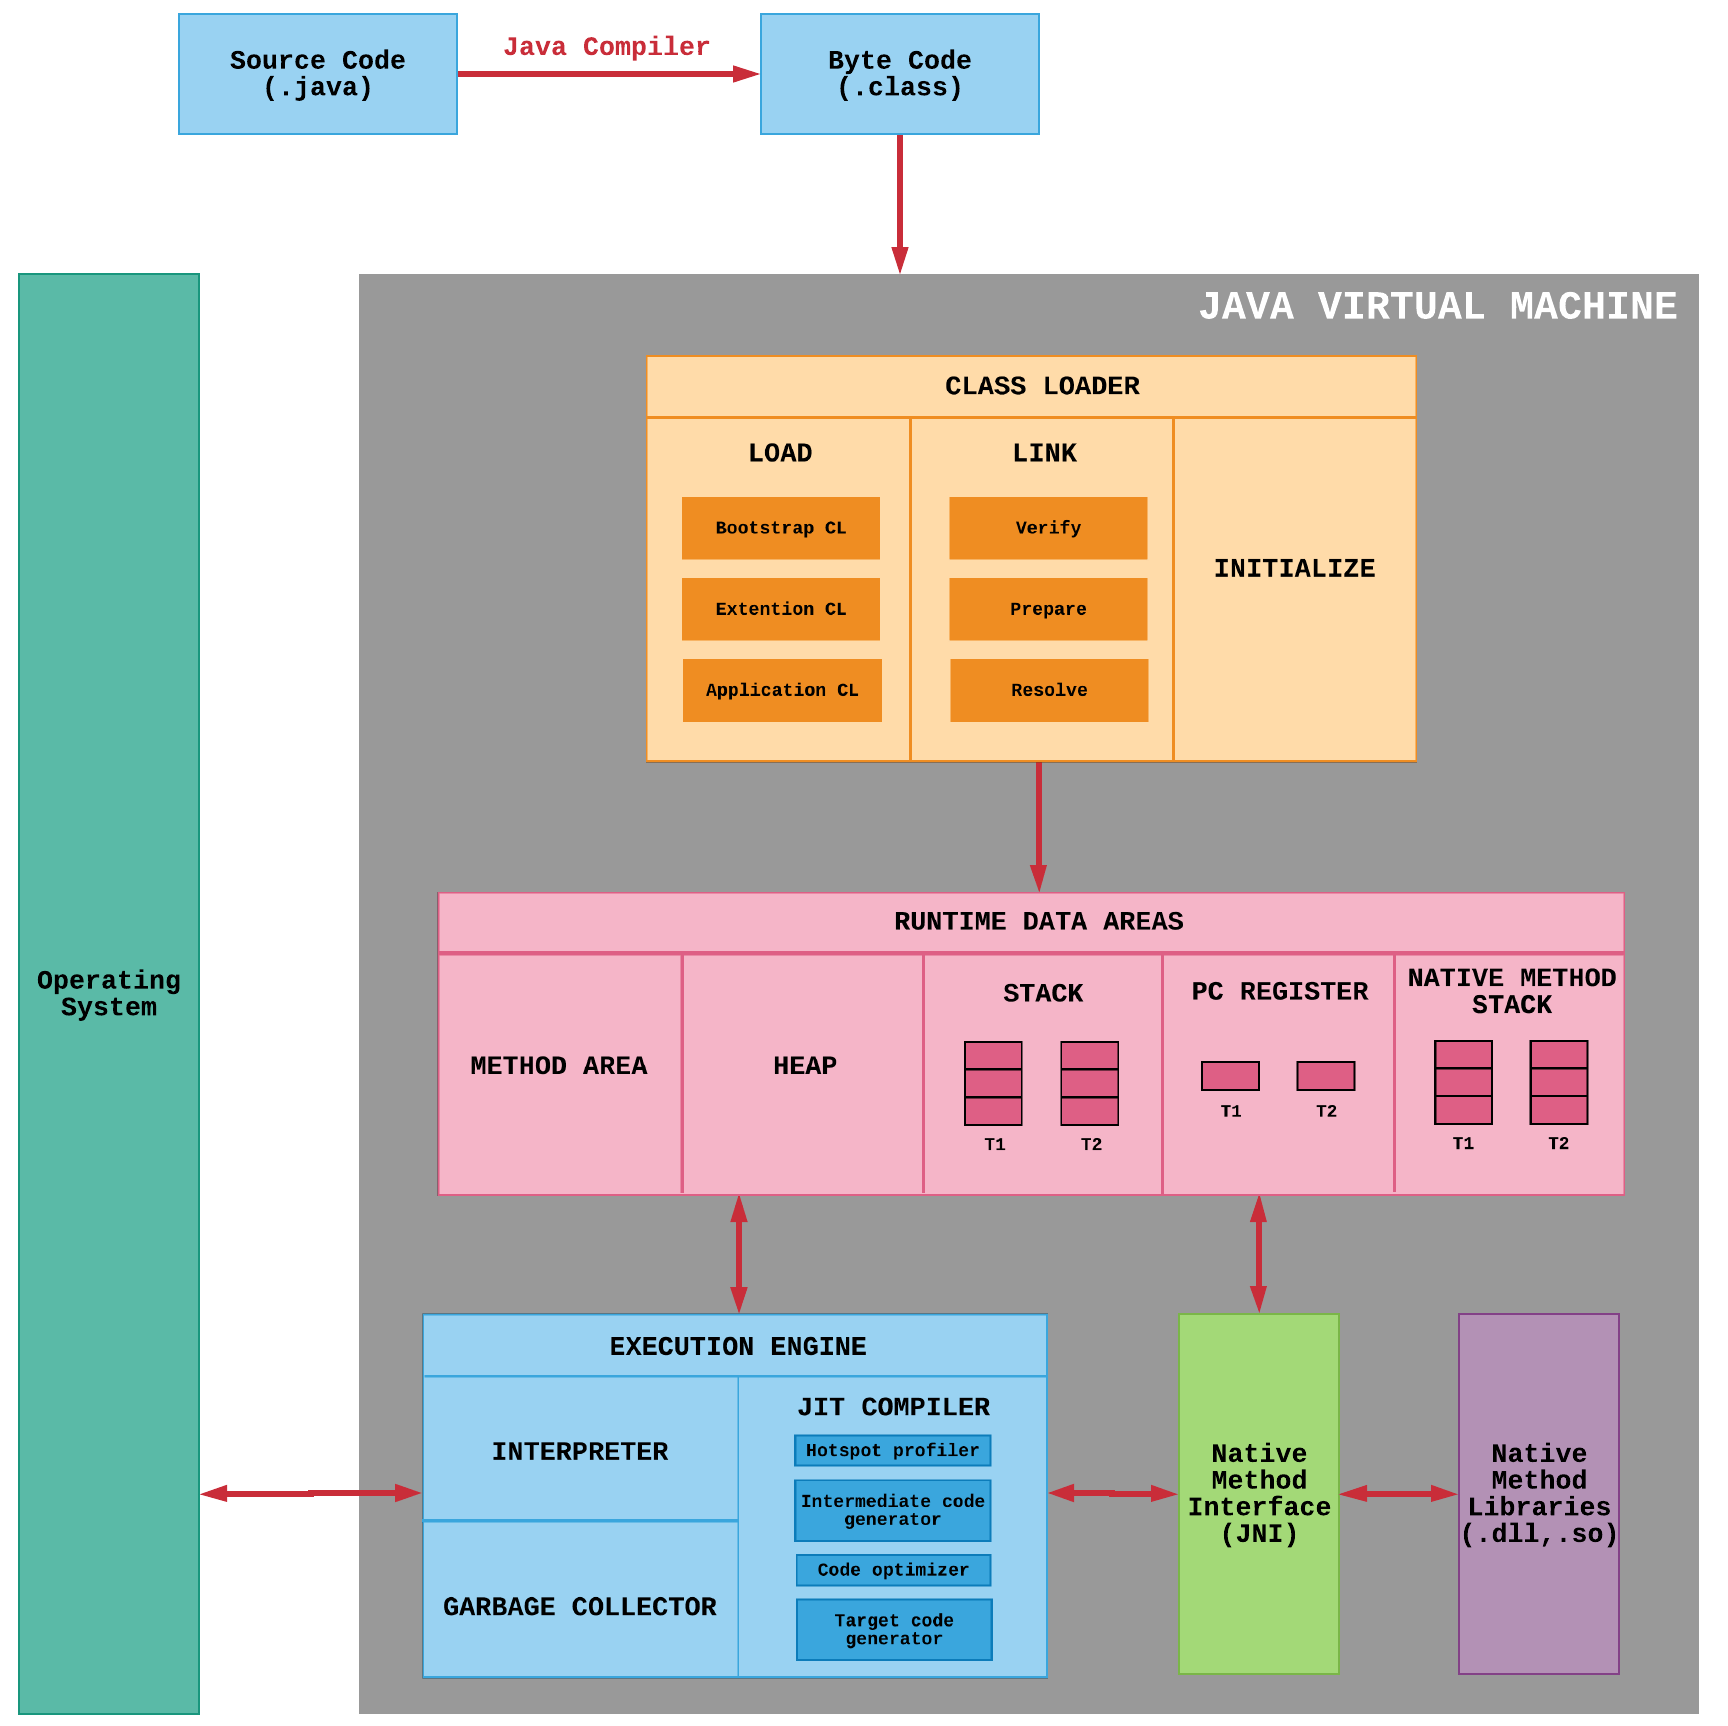 Java Compiler
Source Code
(.java)
Byte Code
(.class)
JAVA VIRTUAL MACHINE
CLASS LOADER
LOAD
Bootstrap CL
Extention CL
Application CL
LINK
Verify
Prepare
Resolve
INITIALIZE
Operating
System
RUNTIME DATA AREAS
METHOD AREA
HEAP
STACK
T1
T2
PC REGISTER
T1
T2
NATIVE METHOD
STACK
T1
T2
EXECUTION ENGINE
INTERPRETER
GARBAGE COLLECTOR
JIT COMPILER
Hotspot profiler
Intermediate code
generator
Code optimizer
Target code
generator
Native
Method
Interface
(JNI)
Native
Method
Libraries
(.dll,.so)